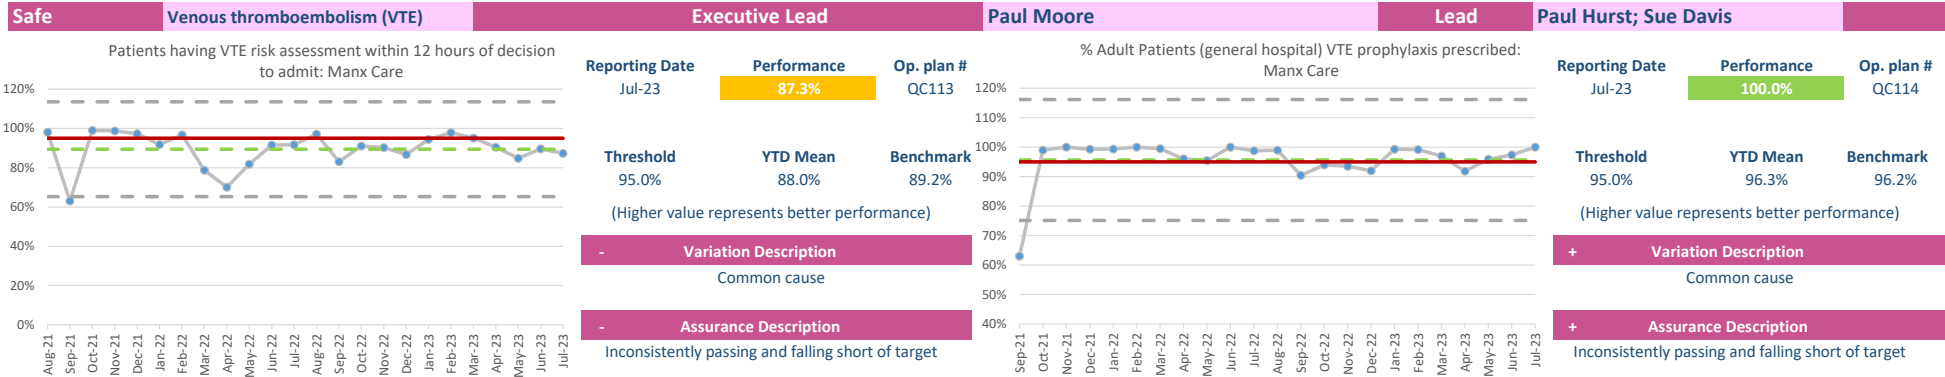 Safe Venous thromboembolism (VTE) Executive Lead Paul Moore Lead Paul Hurst; Sue Davis
Patients having VTE risk assessment within 12 hours of decision
to admit: Manx Care
120%
100%
80%
60%
40%
20%
0%
Aug-21
Sep-21
Oct-21
Nov-21
Dec-21
Jan-22
Feb-22
Mar-22
Apr-22
May-22
Jun-22
Jul-22
Aug-22
Sep-22
Oct-22
Nov-22
Dec-22
Jan-23
Feb-23
Mar-23
Apr-23
May-23
Jun-23
Jul-23
Reporting Date Performance Op. plan #
Jul-23 87.3% QC113
Threshold YTD Mean Benchmark
95.0% 88.0% 89.2%
(Higher value represents better performance)
- Variation Description
Common cause
- Assurance Description
Inconsistently passing and falling short of target
% Adult Patients (general hospital) VTE prophylaxis prescribed:
Manx Care
120%
110%
100%
90%
80%
70%
60%
50%
40%
Sep-21
Oct-21
Nov-21
Dec-21
Jan-22
Feb-22
Mar-22
Apr-22
May-22
Jun-22
Jul-22
Aug-22
Sep-22
Oct-22
Nov-22
Dec-22
Jan-23
Feb-23
Mar-23
Apr-23
May-23
Jun-23
Jul-23
Reporting Date Performance Op. plan #
Jul-23 100.0% QC114
Threshold YTD Mean Benchmark
95.0% 96.3% 96.2%
(Higher value represents better performance)
+ Variation Description
Common cause
+ Assurance Description
Inconsistently passing and falling short of target